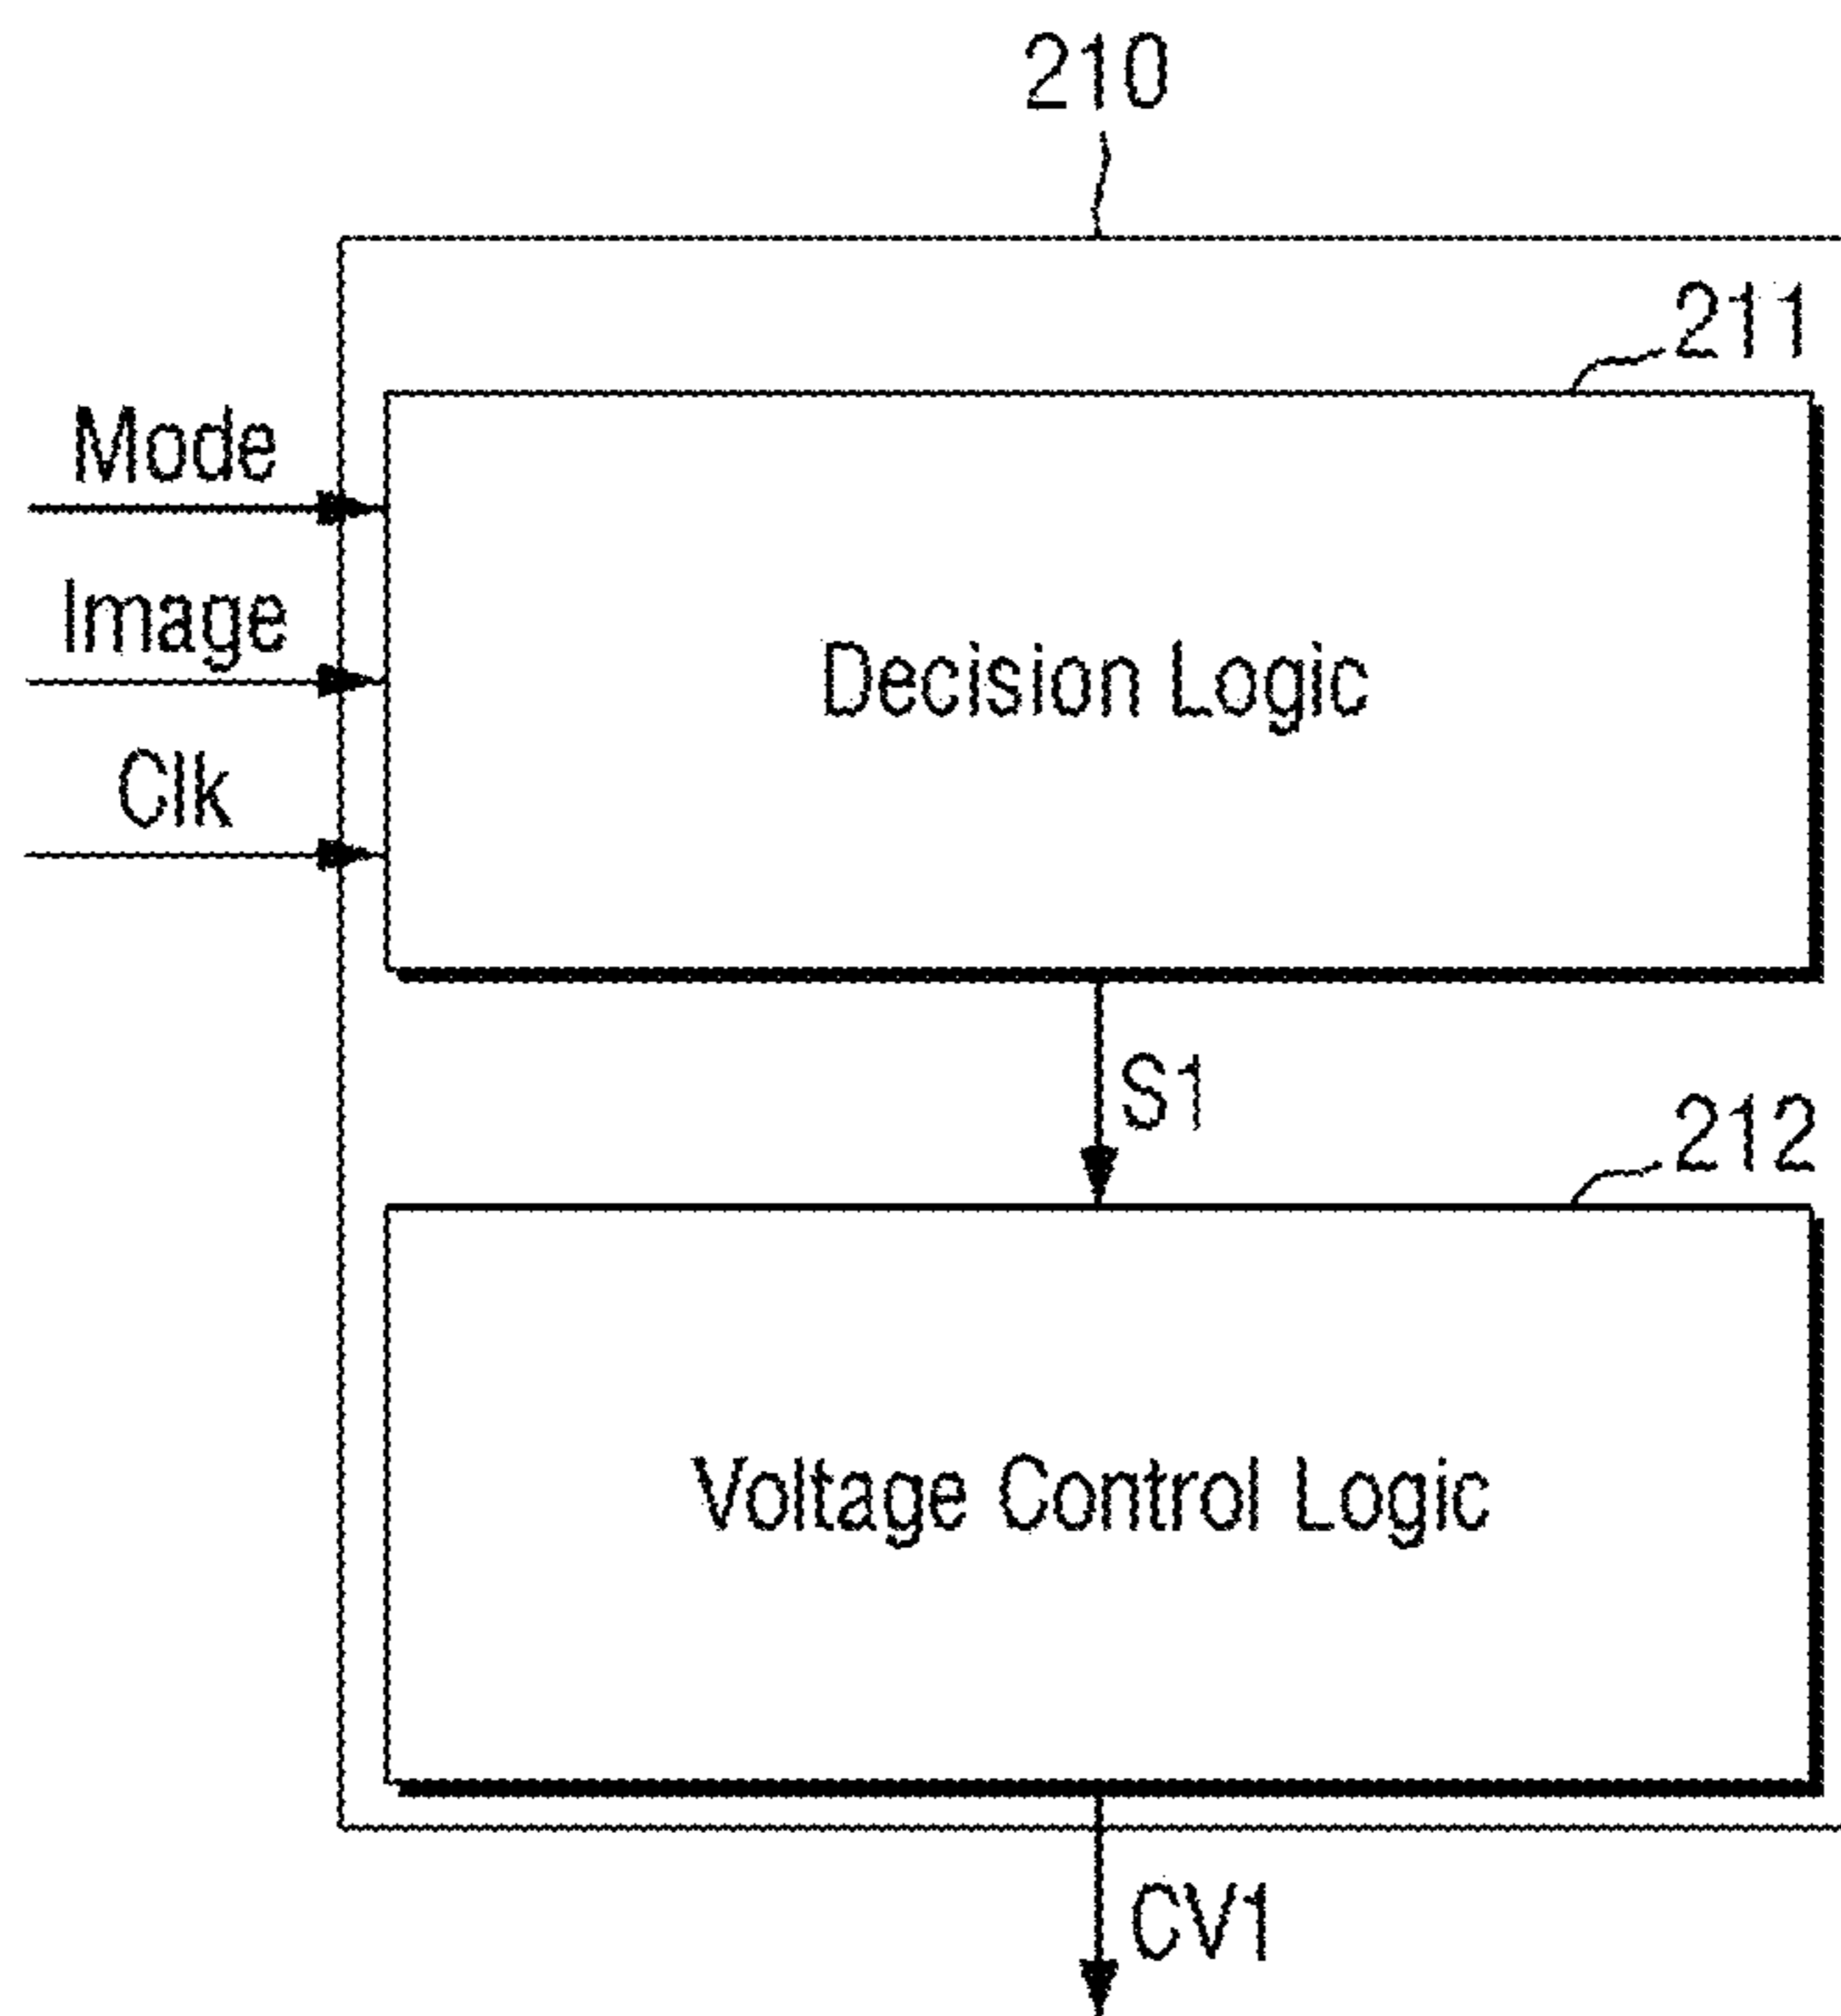 210
211
Mode
Image
Decision Logic
Clk
S1
212
Voltage Control Logic
CV1